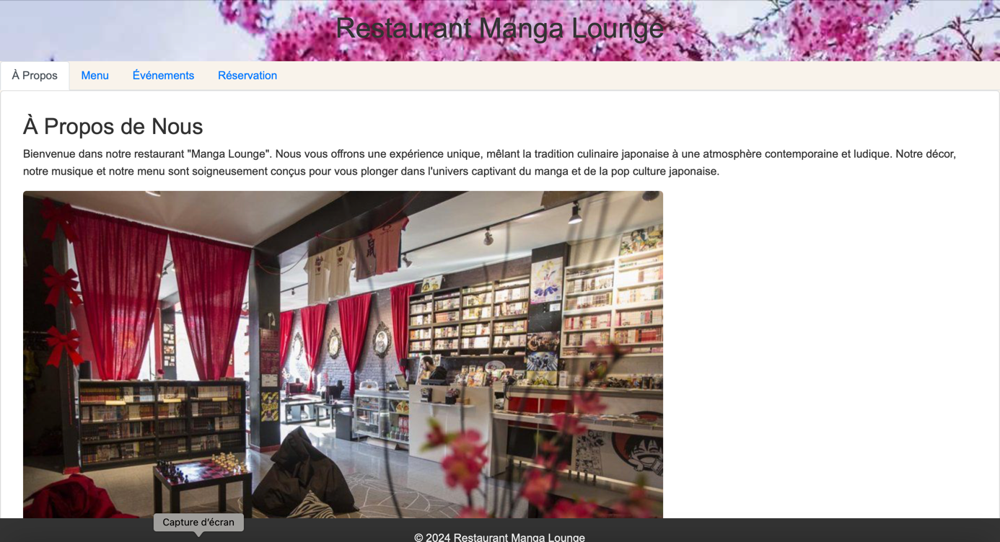 Restaurant Manga Lounge
À Propos Menu Événements Réservation
À Propos de Nous
Bienvenue dans notre restaurant "Manga Lounge". Nous vous offrons une expérience unique, mêlant la tradition culinaire japonaise à une atmosphère contemporaine et ludique. Notre décor,
notre musique et notre menu sont soigneusement conçus pour vous plonger dans l'univers captivant du manga et de la pop culture japonaise.
鼠
Capture d'écran
© 2024 Restaurant Manga Lounge